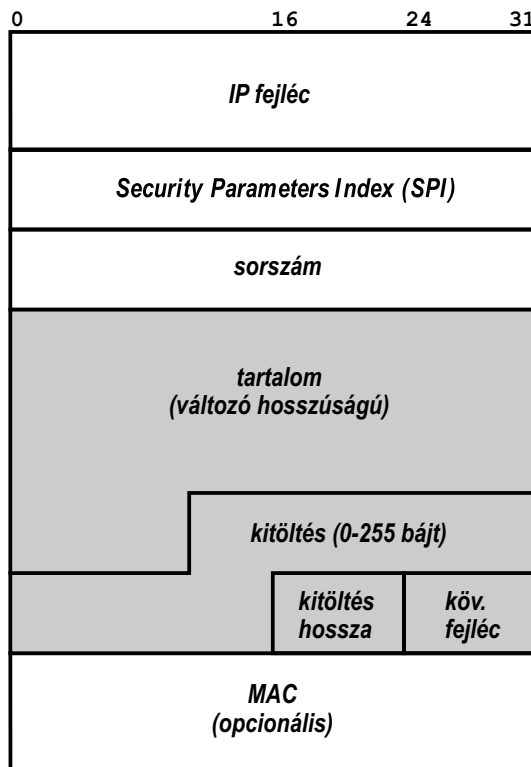 0 16 24 31
IP fejléc
Security Parameters Index (SPI)
sorszám
tartalom
(változó hosszúságú)
kitöltés (0-255 bájt)
kitöltés
hossza
köv.
fejléc
MAC
(opcionális)